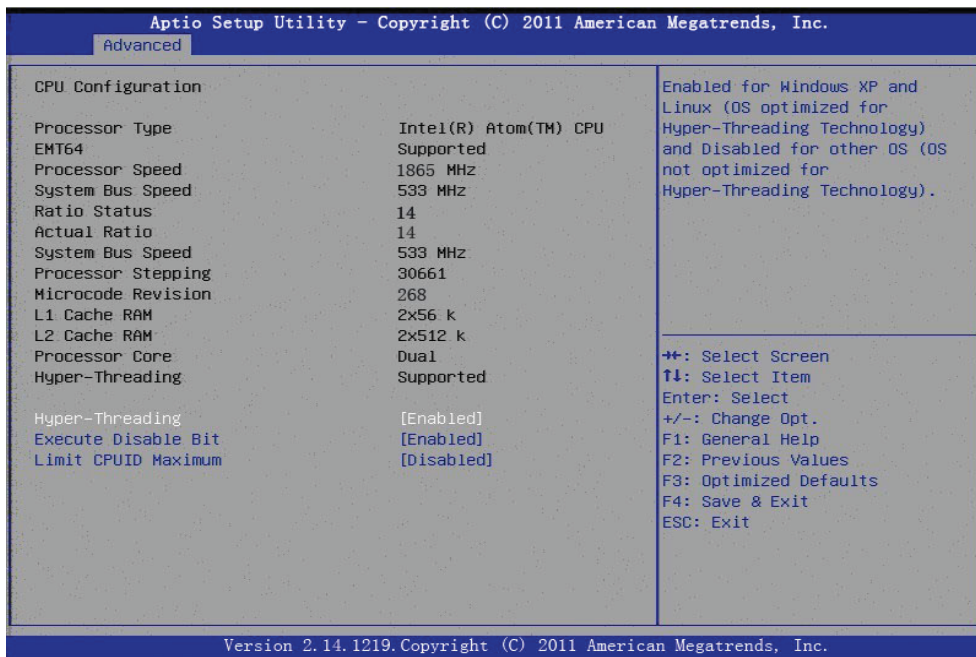 Aptio Setup Utility - Copyright (C) 2011 American Megatrends, Inc.
Advanced
CPU Configuration
Processor Type Intel(R) Atom(TM) CPU
EMT64 Supported
Processor Speed 1865 MHz
System Bus Speed 533 MHz
Ratio Status 14
Actual Ratio 14
System Bus Speed 533 MHz
Processor Stepping 30661
Microcode Revision 268
L1 Cache RAM 2x56 k
L2 Cache RAM 2x512 k
Processor Core Dual
Hyper-Threading Supported
Hyper-Threading [Enabled]
Execute Disable Bit [Enabled]
Limit CPUID Maximum [Disabled]
Enabled for Windows XP and
Linux (OS optimized for
Hyper-Threading Technology)
and Disabled for other OS (OS
not optimized for
Hyper-Threading Technology).
→←: Select Screen
↑↓: Select Item
Enter: Select
+/-: Change Opt.
F1: General Help
F2: Previous Values
F3: Optimized Defaults
F4: Save & Exit
ESC: Exit
Version 2.14.1219. Copyright (C) 2011 American Megatrends, Inc.